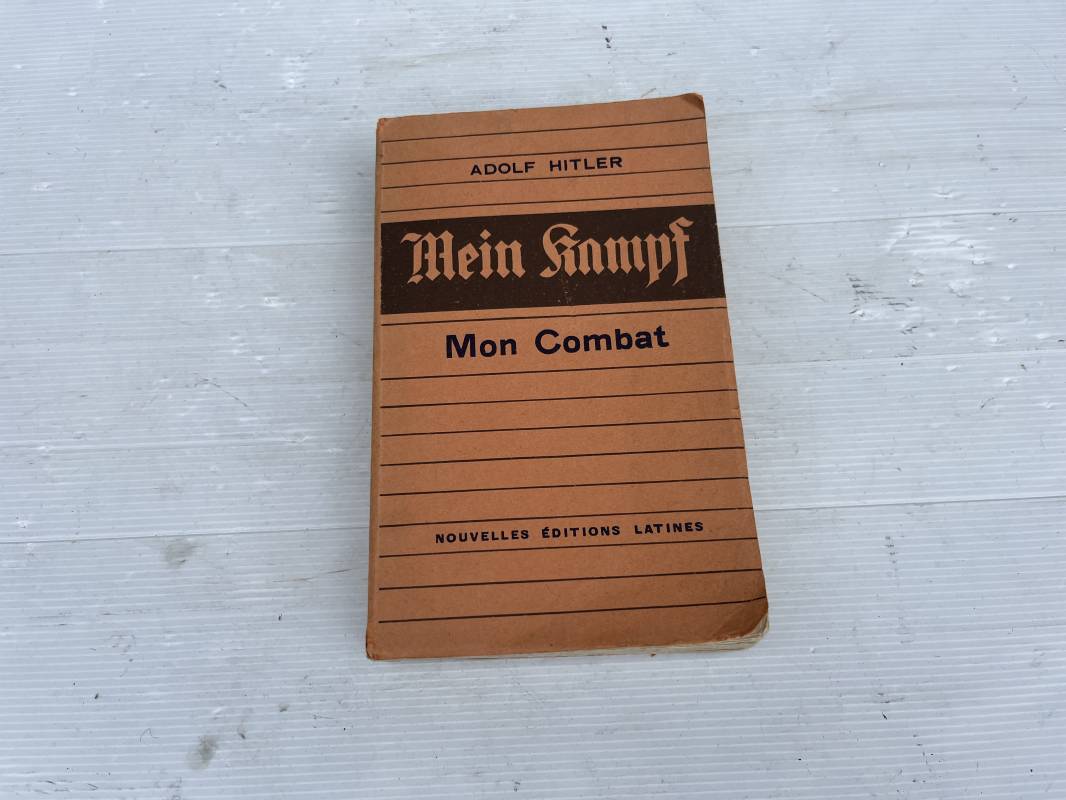 ADOLF HITLER
Mein Kampf
Mon Combat
NOUVELLES ÉDITIONS LATINES